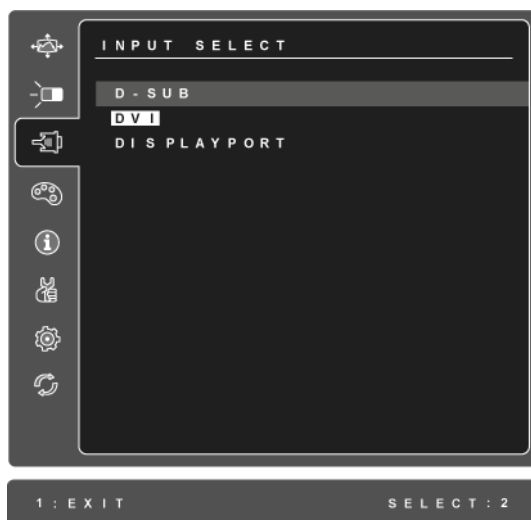 INPUT SELECT
D-SUB
DVI
DISPLAYPORT
1:EXIT SELECT:2